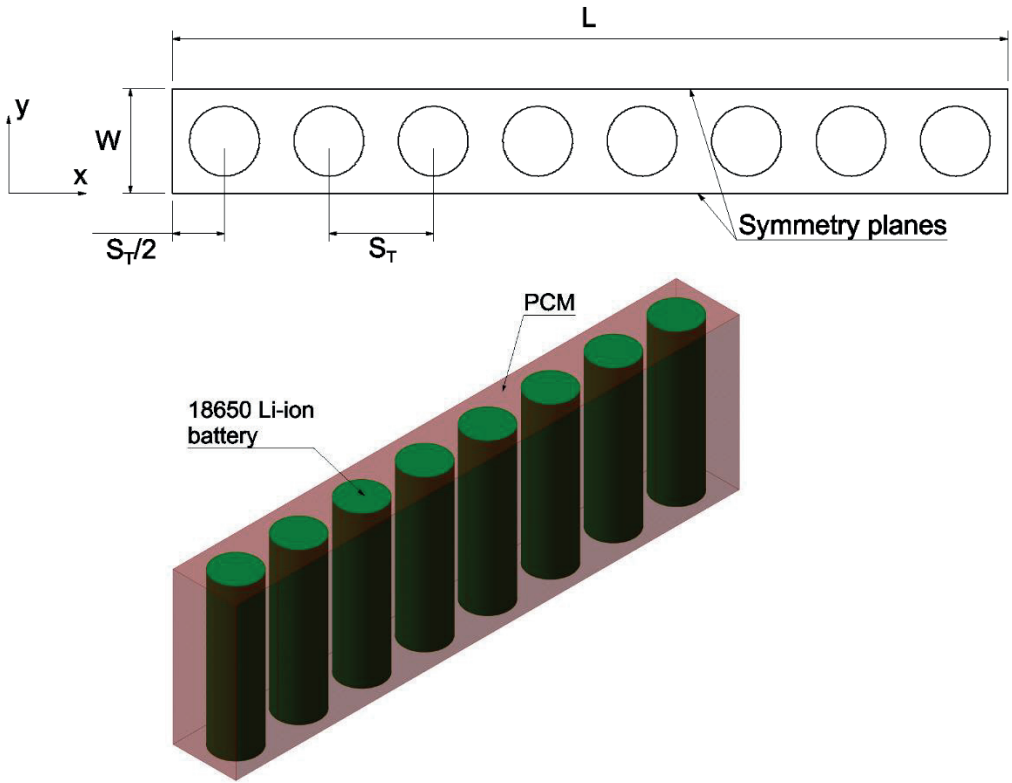 L
y
W
x
S_T/2
S_T
Symmetry planes
PCM
18650 Li-ion
battery